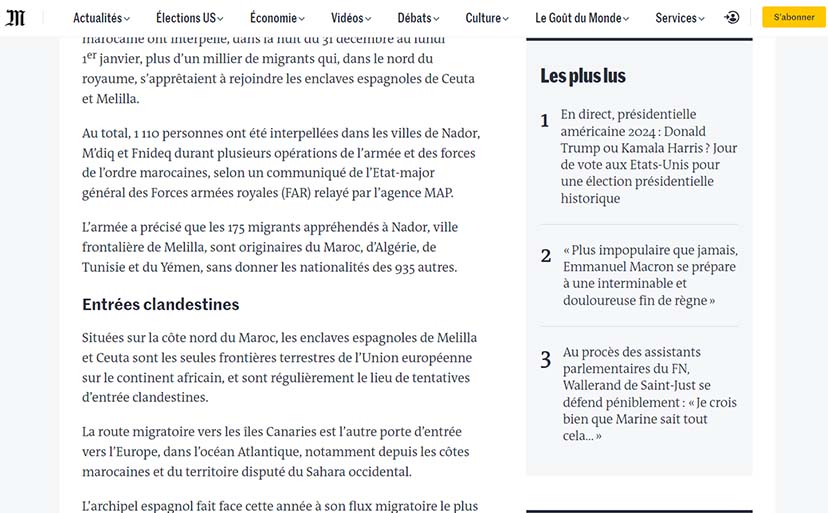 M
Actualités
Élections US
Économie
Vidéos
Débats
Culture
Le Goût du Monde
Services
S'abonner
marocaine ont interpellé, dans la nuit du 31 décembre au lundi
1er janvier, plus d'un millier de migrants qui, dans le nord du
royaume, s'apprêtaient à rejoindre les enclaves espagnoles de Ceuta
et Melilla.
Au total, 1 110 personnes ont été interpellées dans les villes de Nador,
M'diq et Fnideq durant plusieurs opérations de l'armée et des forces
de l'ordre marocaines, selon un communiqué de l'Etat-major
général des Forces armées royales (FAR) relayé par l'agence MAP.
L'armée a précisé que les 175 migrants appréhendés à Nador, ville
frontalière de Melilla, sont originaires du Maroc, d'Algérie, de
Tunisie et du Yémen, sans donner les nationalités des 935 autres.
Entrées clandestines
Situées sur la côte nord du Maroc, les enclaves espagnoles de Melilla
et Ceuta sont les seules frontières terrestres de l'Union européenne
sur le continent africain, et sont régulièrement le lieu de tentatives
d'entrée clandestines.
La route migratoire vers les îles Canaries est l'autre porte d'entrée
vers l'Europe, dans l'océan Atlantique, notamment depuis les côtes
marocaines et du territoire disputé du Sahara occidental.
L'archipel espagnol fait face cette année à son flux migratoire le plus
Les plus lus
1
En direct, présidentielle
américaine 2024 : Donald
Trump ou Kamala Harris ? Jour
de vote aux Etats-Unis pour
une élection présidentielle
historique
2
« Plus impopulaire que jamais,
Emmanuel Macron se prépare
à une interminable et
douloureuse fin de règne »
3
Au procès des assistants
parlementaires du FN,
Wallerand de Saint-Just se
défend péniblement : « Je crois
bien que Marine sait tout
cela... »